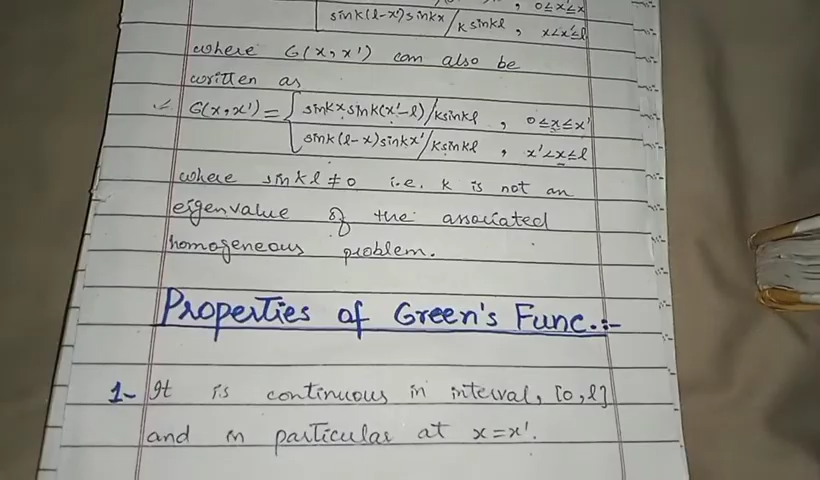 , 0≤x'≤x
sink(l-x')sinkx/ksinkl , x<x'≤l
where G(x,x') can also be
written as
G(x,x') = { sinkx sink(x'-l)/ksinkl , 0≤x≤x'
sink(l-x)sinkx'/ksinkl , x'<x≤l
where sinkl ≠ 0 i.e. k is not an
eigenvalue of the associated
homogeneous problem.
Properties of Green's Func.:-
1- It is continuous in interval, [0,l]
and in particular at x=x'.